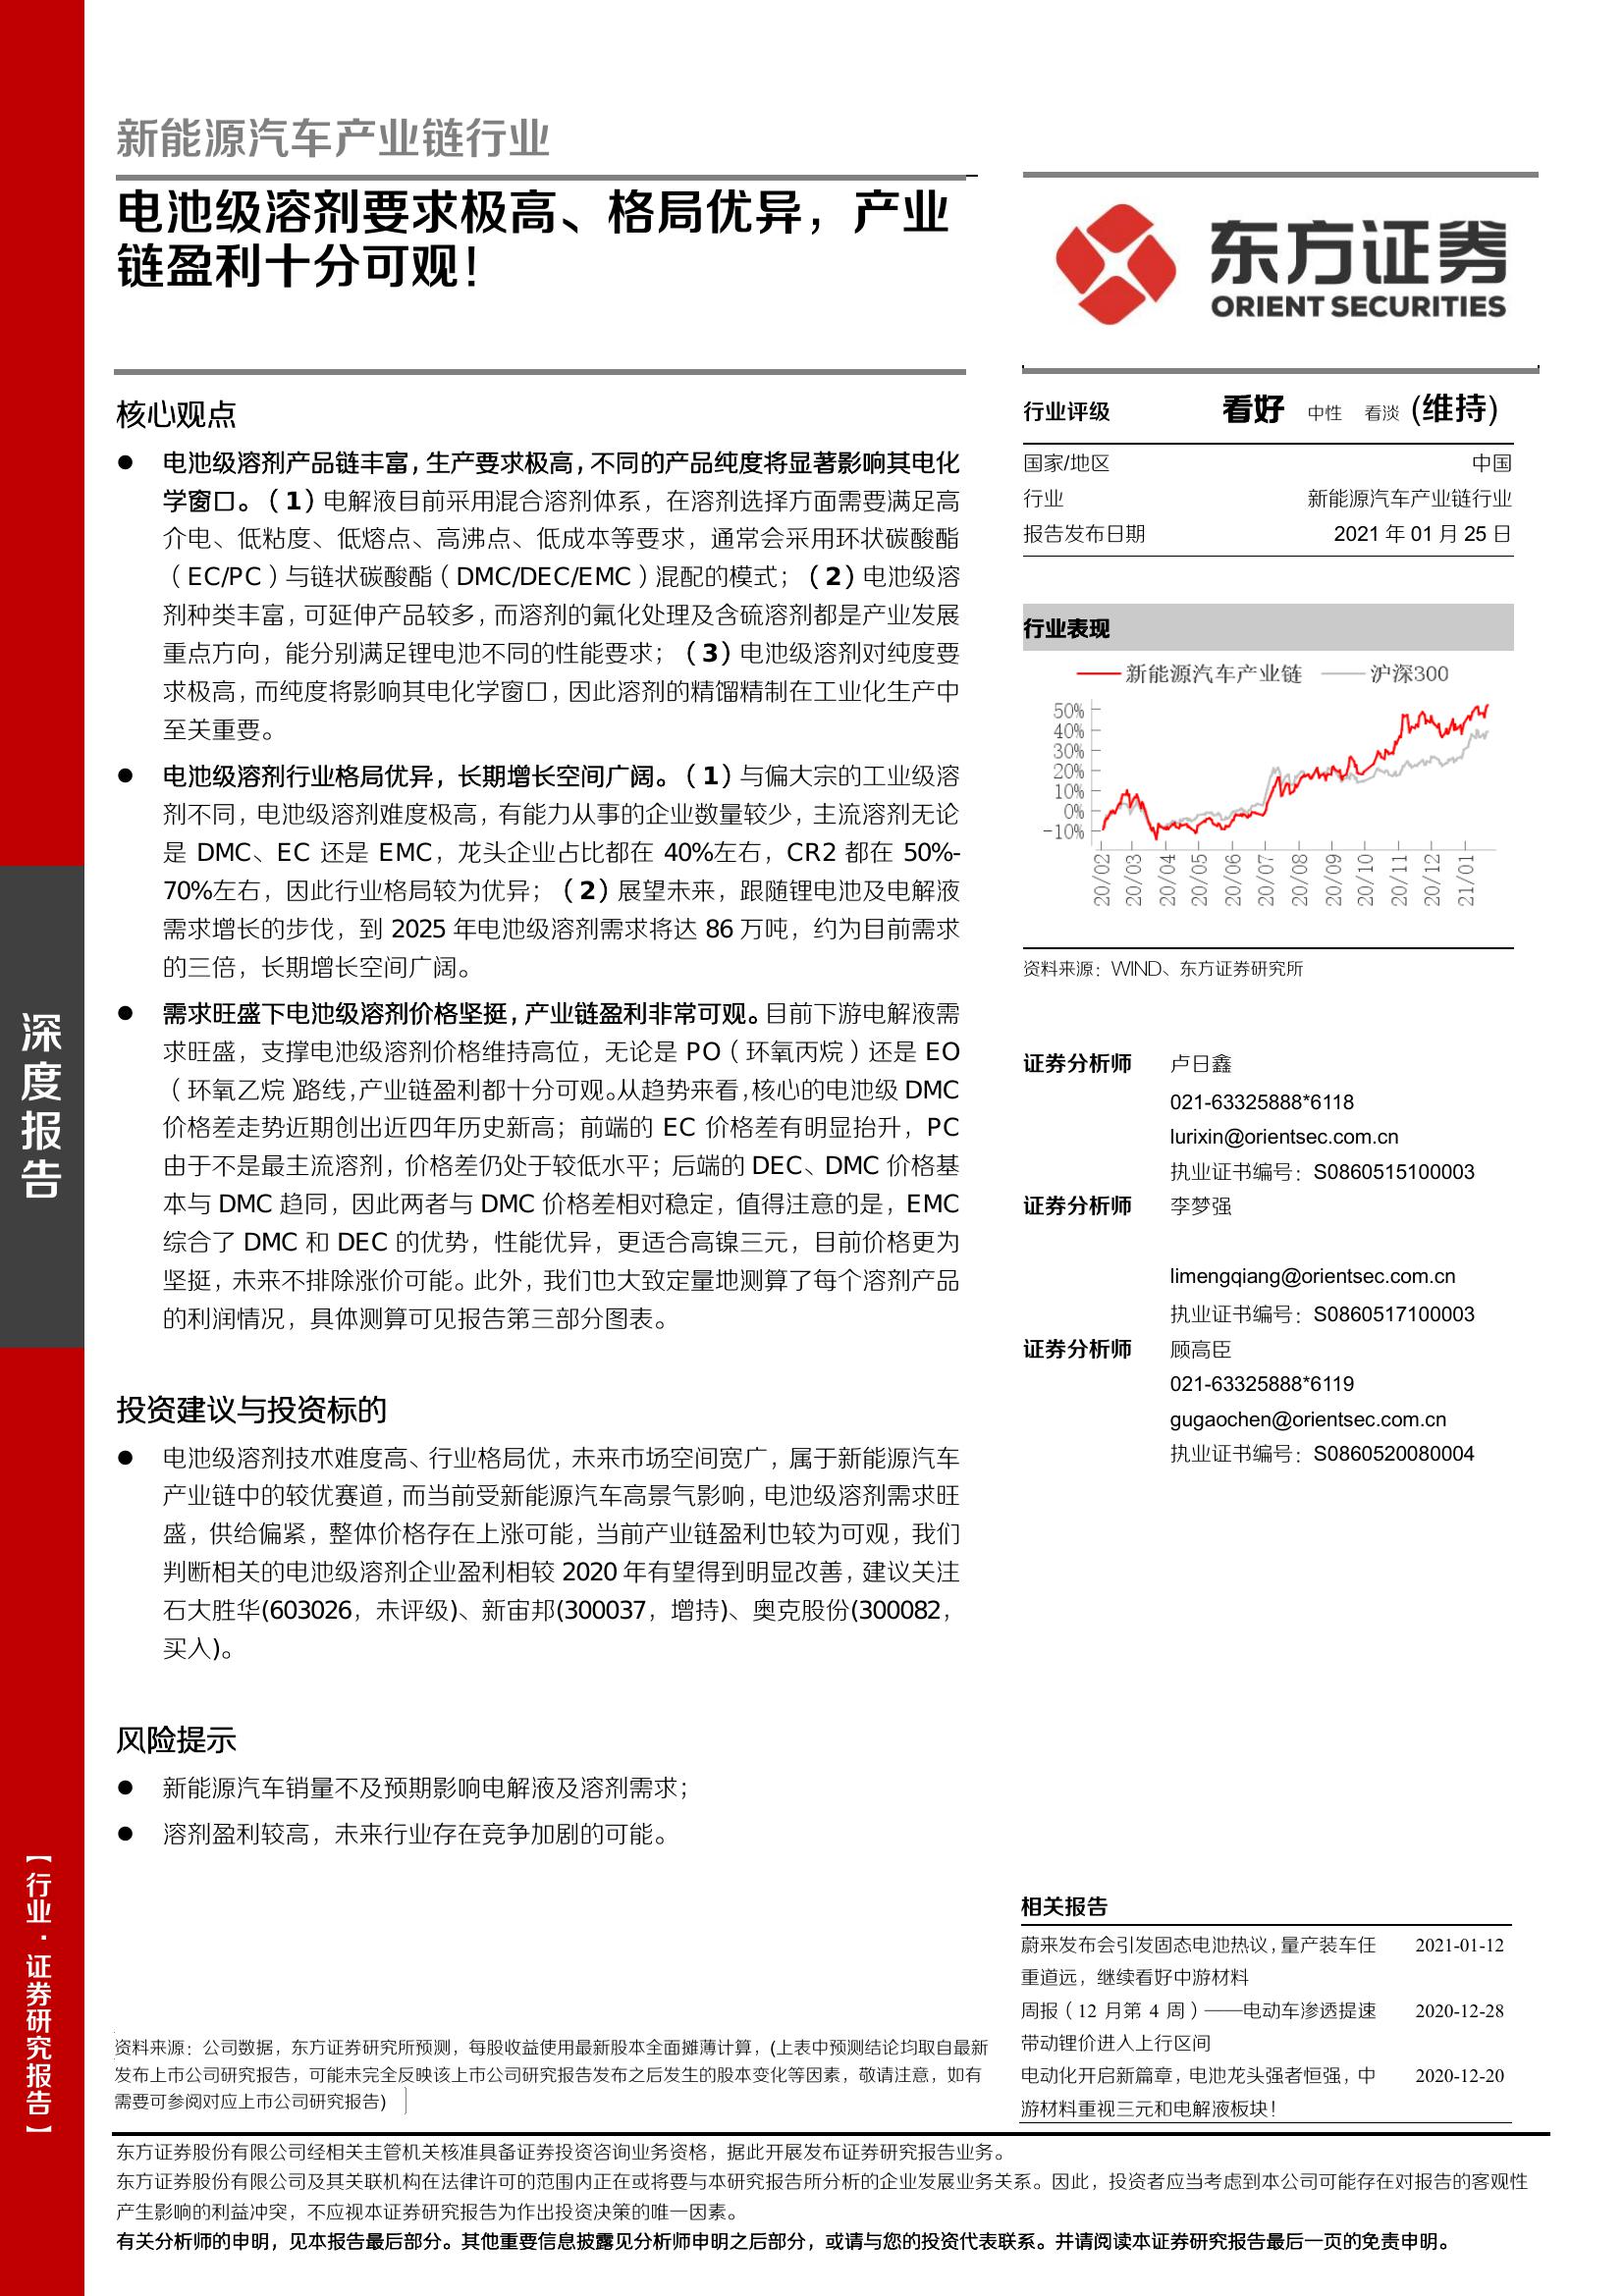 新能源汽车产业链行业
电池级溶剂要求极高、格局优异，产业
链盈利十分可观！
东方证券
ORIENT SECURITIES
核心观点
● 电池级溶剂产品链丰富，生产要求极高，不同的产品纯度将显著影响其电化
学窗口。（1）电解液目前采用混合溶剂体系，在溶剂选择方面需要满足高
介电、低粘度、低熔点、高沸点、低成本等要求，通常会采用环状碳酸酯
（EC/PC）与链状碳酸酯（DMC/DEC/EMC）混配的模式；（2）电池级溶
剂种类丰富，可延伸产品较多，而溶剂的氟化处理及含硫溶剂都是产业发展
重点方向，能分别满足锂电池不同的性能要求；（3）电池级溶剂对纯度要
求极高，而纯度将影响其电化学窗口，因此溶剂的精馏精制在工业化生产中
至关重要。
● 电池级溶剂行业格局优异，长期增长空间广阔。（1）与偏大宗的工业级溶
剂不同，电池级溶剂难度极高，有能力从事的企业数量较少，主流溶剂无论
是 DMC、EC 还是 EMC，龙头企业占比都在 40%左右，CR2 都在 50%-
70%左右，因此行业格局较为优异；（2）展望未来，跟随锂电池及电解液
需求增长的步伐，到 2025 年电池级溶剂需求将达 86 万吨，约为目前需求
的三倍，长期增长空间广阔。
● 需求旺盛下电池级溶剂价格坚挺，产业链盈利非常可观。目前下游电解液需
求旺盛，支撑电池级溶剂价格维持高位，无论是 PO（环氧丙烷）还是 EO
（环氧乙烷）路线，产业链盈利都十分可观。从趋势来看，核心的电池级 DMC
价格差走势近期创出近四年历史新高；前端的 EC 价格差有明显抬升，PC
由于不是最主流溶剂，价格差仍处于较低水平；后端的 DEC、DMC 价格基
本与 DMC 趋同，因此两者与 DMC 价格差相对稳定，值得注意的是，EMC
综合了 DMC 和 DEC 的优势，性能优异，更适合高镍三元，目前价格更为
坚挺，未来不排除涨价可能。此外，我们也大致定量地测算了每个溶剂产品
的利润情况，具体测算可见报告第三部分图表。
投资建议与投资标的
● 电池级溶剂技术难度高、行业格局优，未来市场空间宽广，属于新能源汽车
产业链中的较优赛道，而当前受新能源汽车高景气影响，电池级溶剂需求旺
盛，供给偏紧，整体价格存在上涨可能，当前产业链盈利也较为可观，我们
判断相关的电池级溶剂企业盈利相较 2020 年有望得到明显改善，建议关注
石大胜华(603026，未评级)、新宙邦(300037，增持)、奥克股份(300082，
买入)。
风险提示
● 新能源汽车销量不及预期影响电解液及溶剂需求；
● 溶剂盈利较高，未来行业存在竞争加剧的可能。
行业评级 看好 中性 看淡 (维持)
国家/地区 中国
行业 新能源汽车产业链行业
报告发布日期 2021 年 01 月 25 日
行业表现
新能源汽车产业链 沪深300
50%
40%
30%
20%
10%
0%
-10%
20/02 20/03 20/04 20/05 20/06 20/07 20/08 20/09 20/10 20/11 20/12 21/01
资料来源：WIND、东方证券研究所
证券分析师 卢日鑫
021-63325888*6118
lurixin@orientsec.com.cn
执业证书编号：S0860515100003
证券分析师 李梦强
limengqiang@orientsec.com.cn
执业证书编号：S0860517100003
证券分析师 顾高臣
021-63325888*6119
gugaochen@orientsec.com.cn
执业证书编号：S0860520080004
相关报告
蔚来发布会引发固态电池热议，量产装车任 2021-01-12
重道远，继续看好中游材料
周报（12 月第 4 周）——电动车渗透提速 2020-12-28
带动锂价进入上行区间
电动化开启新篇章，电池龙头强者恒强，中 2020-12-20
游材料重视三元和电解液板块！
资料来源：公司数据，东方证券研究所预测，每股收益使用最新股本全面摊薄计算，(上表中预测结论均取自最新
发布上市公司研究报告，可能未完全反映该上市公司研究报告发布之后发生的股本变化等因素，敬请注意，如有
需要可参阅对应上市公司研究报告)
东方证券股份有限公司经相关主管机关核准具备证券投资咨询业务资格，据此开展发布证券研究报告业务。
东方证券股份有限公司及其关联机构在法律许可的范围内正在或将要与本研究报告所分析的企业发展业务关系。因此，投资者应当考虑到本公司可能存在对报告的客观性
产生影响的利益冲突，不应视本证券研究报告为作出投资决策的唯一因素。
有关分析师的申明，见本报告最后部分。其他重要信息披露见分析师申明之后部分，或请与您的投资代表联系。并请阅读本证券研究报告最后一页的免责申明。
深度报告
【行业·证券研究报告】